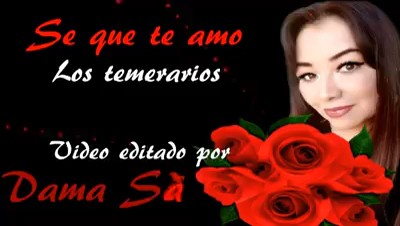 Se que te amo
Los temerarios
Video editado por
Dama Sà